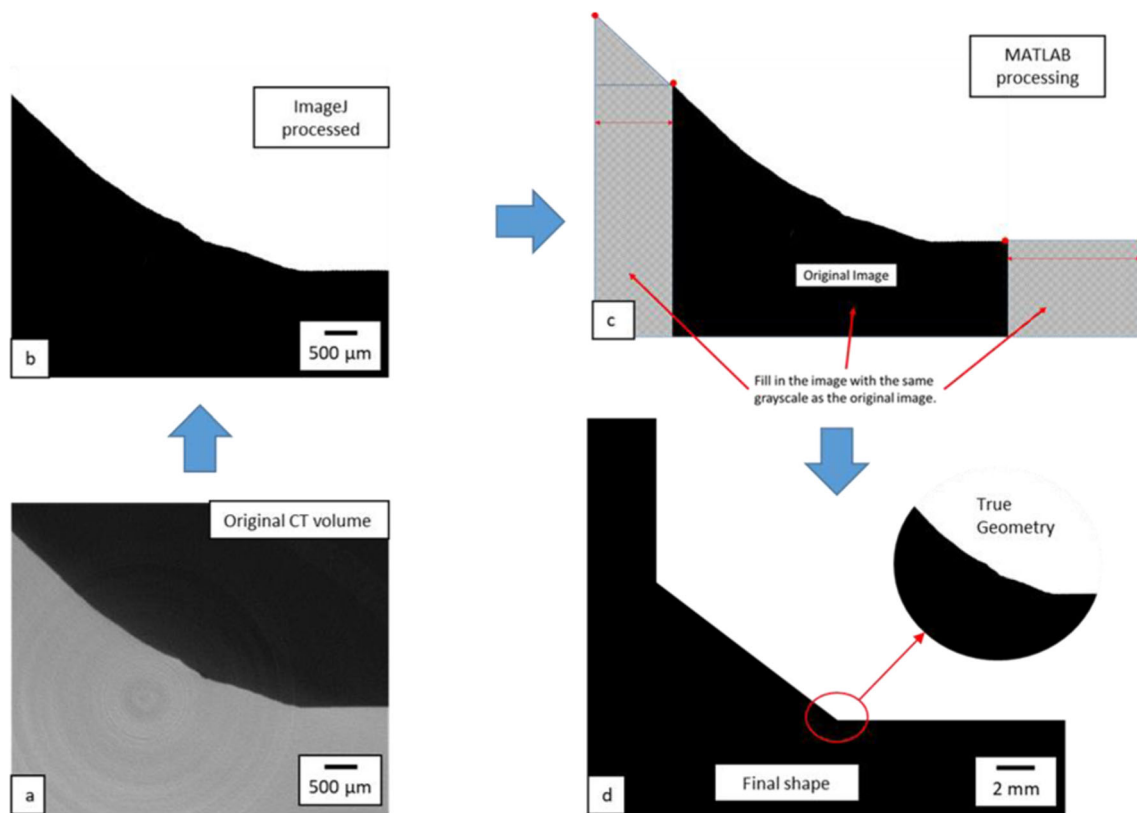 ImageJ
processed
500 μm
b
MATLAB
processing
Original Image
c
Fill in the image with the same
grayscale as the original image.
Original CT volume
500 μm
a
True
Geometry
Final shape
2 mm
d